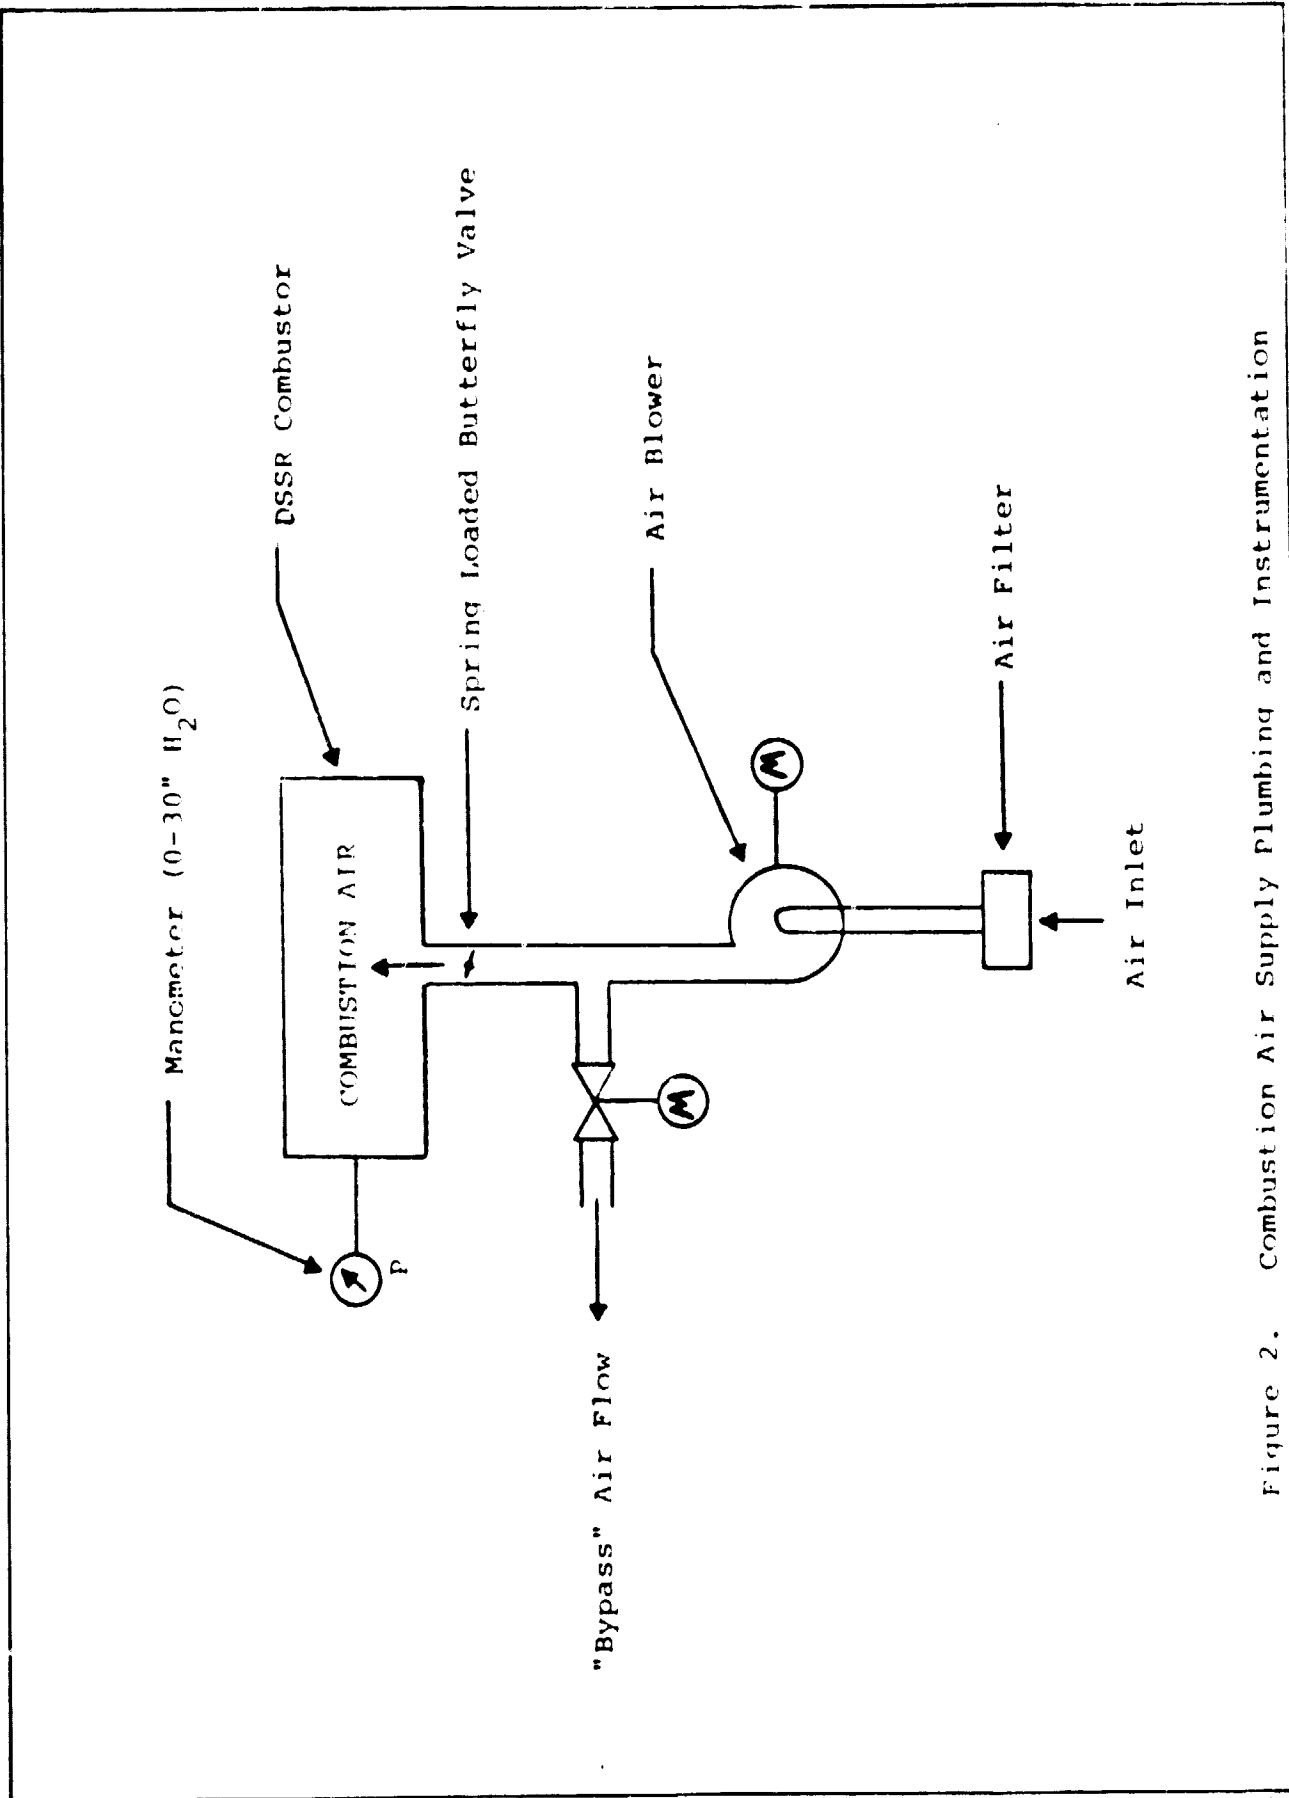 Manometer (0-30" H2O)
DSSR Combustor
COMBUSTION AIR
P
Spring Loaded Butterfly Valve
"Bypass" Air Flow
M
Air Blower
M
Air Filter
Air Inlet
Figure 2. Combustion Air Supply Plumbing and Instrumentation